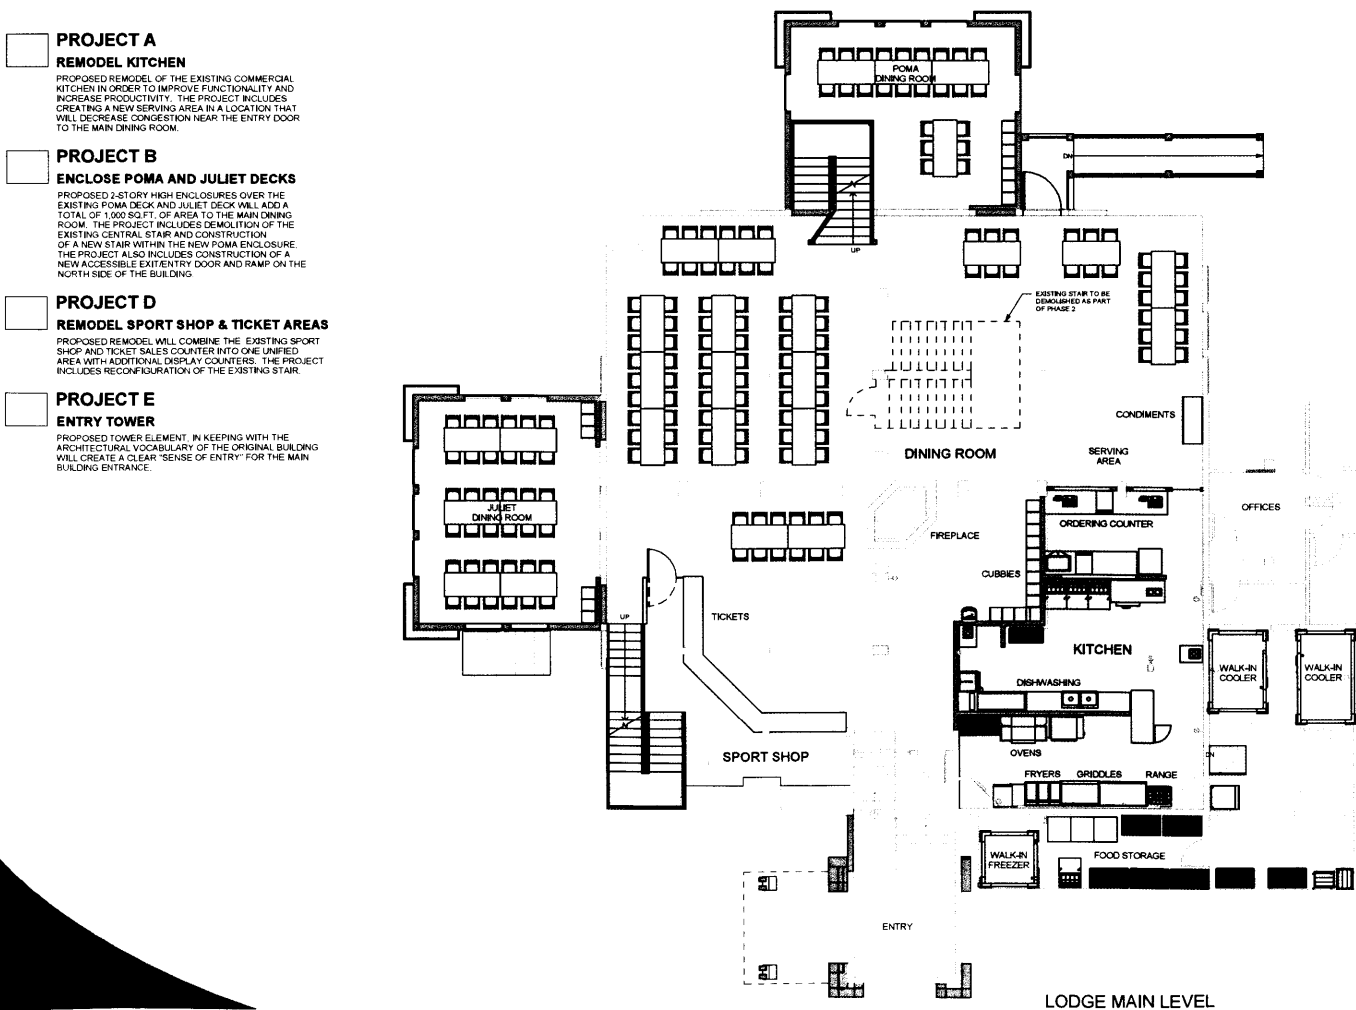 PROJECT A
REMODEL KITCHEN
PROPOSED REMODEL OF THE EXISTING COMMERCIAL
KITCHEN IN ORDER TO IMPROVE FUNCTIONALITY AND
INCREASE PRODUCTIVITY. THE PROJECT INCLUDES
CREATING A NEW SERVING AREA IN A LOCATION THAT
WILL DECREASE CONGESTION NEAR THE ENTRY DOOR
TO THE MAIN DINING ROOM.
PROJECT B
ENCLOSE POMA AND JULIET DECKS
PROPOSED 2-STORY HIGH ENCLOSURES OVER THE
EXISTING POMA DECK AND JULIET DECK WILL ADD A
TOTAL OF 1,000 SQ.FT. OF AREA TO THE MAIN DINING
ROOM. THE PROJECT INCLUDES DEMOLITION OF THE
EXISTING CENTRAL STAIR AND CONSTRUCTION
OF A NEW STAIR WITHIN THE NEW POMA ENCLOSURE.
THE PROJECT ALSO INCLUDES CONSTRUCTION OF A
NEW ACCESSIBLE EXIT/ENTRY DOOR AND RAMP ON THE
NORTH SIDE OF THE BUILDING
PROJECT D
REMODEL SPORT SHOP & TICKET AREAS
PROPOSED REMODEL WILL COMBINE THE EXISTING SPORT
SHOP AND TICKET SALES COUNTER INTO ONE UNIFIED
AREA WITH ADDITIONAL DISPLAY COUNTERS. THE PROJECT
INCLUDES RECONFIGURATION OF THE EXISTING STAIR.
PROJECT E
ENTRY TOWER
PROPOSED TOWER ELEMENT, IN KEEPING WITH THE
ARCHITECTURAL VOCABULARY OF THE ORIGINAL BUILDING
WILL CREATE A CLEAR "SENSE OF ENTRY" FOR THE MAIN
BUILDING ENTRANCE.
POMA
DINING ROOM
DN
UP
EXISTING STAIR TO BE
DEMOLISHED AS PART
OF PHASE 2
CONDIMENTS
DINING ROOM
SERVING
AREA
JULIET
DINING ROOM
OFFICES
ORDERING COUNTER
FIREPLACE
CUBBIES
UP
TICKETS
KITCHEN
WALK-IN
COOLER
WALK-IN
COOLER
DISHWASHING
SPORT SHOP
OVENS
DN
FRYERS
GRIDDLES
RANGE
WALK-IN
FREEZER
FOOD STORAGE
ENTRY
LODGE MAIN LEVEL